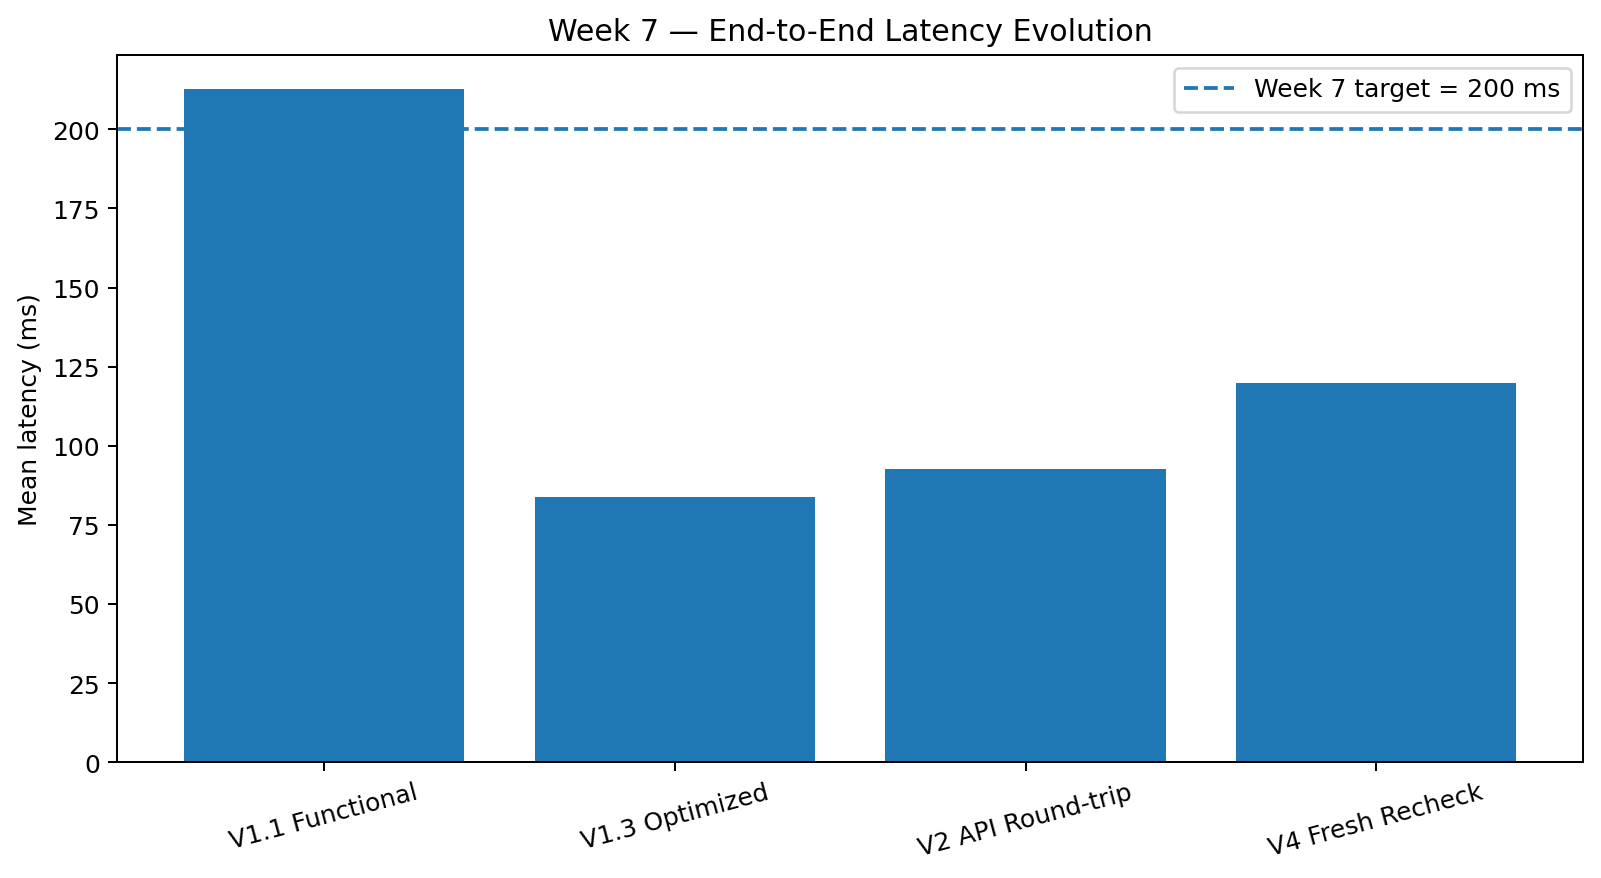 Week 7 — End-to-End Latency Evolution
Week 7 target = 200 ms
Mean latency (ms)
200
175
150
125
100
75
50
25
0
V1.1 Functional
V1.3 Optimized
V2 API Round-trip
V4 Fresh Recheck